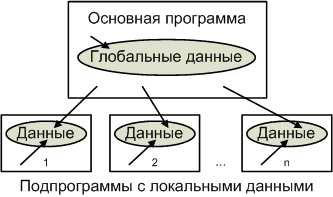 Основная программа
Глобальные данные
Данные Данные Данные
1 2 ... n
Подпрограммы с локальными данными